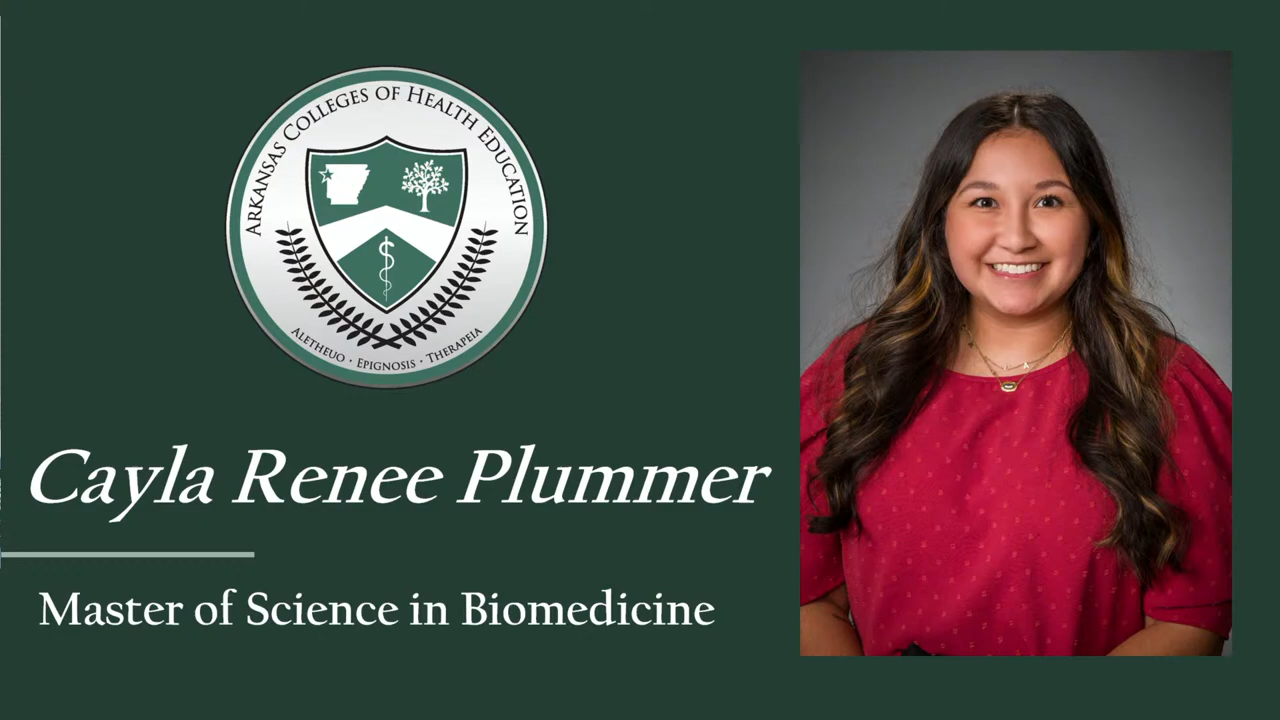 ARKANSAS COLLEGES OF HEALTH EDUCATION
ALETHEUO · EPIGNOSIS · THERAPEIA
Cayla Renee Plummer
Master of Science in Biomedicine